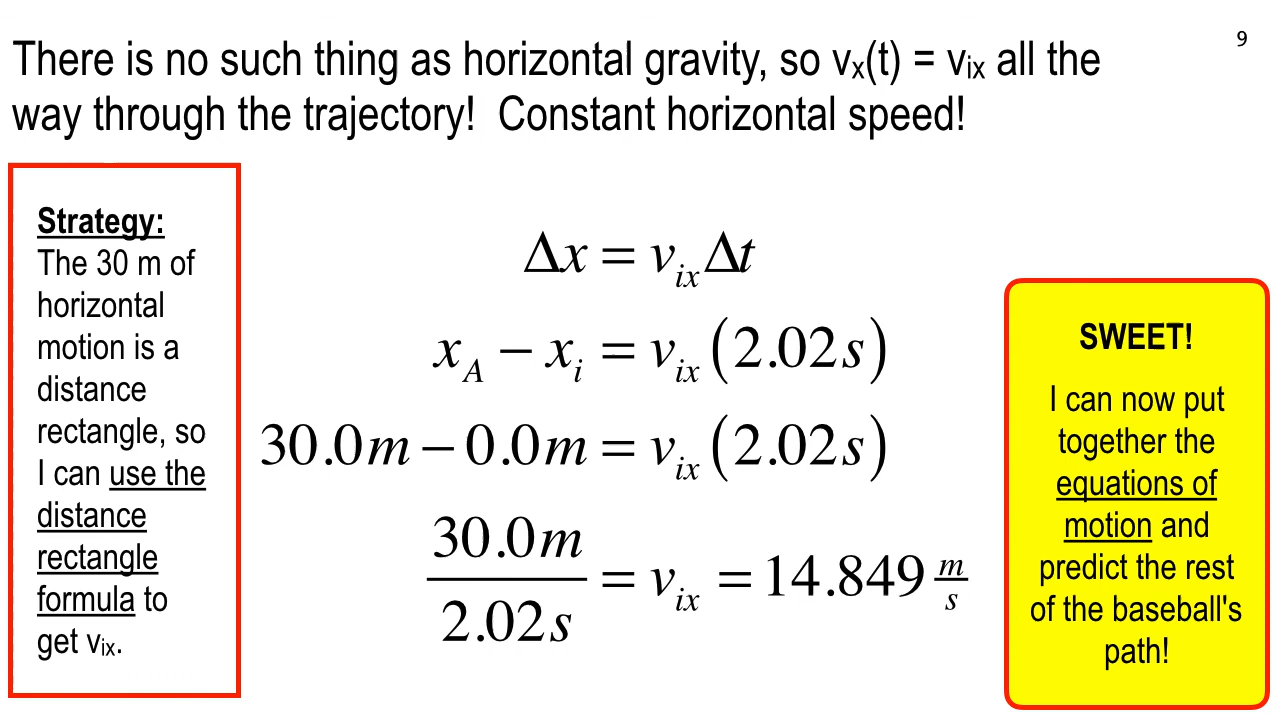 9
There is no such thing as horizontal gravity, so vₓ(t) = vᵢₓ all the
way through the trajectory!  Constant horizontal speed!
Strategy:
The 30 m of
horizontal
motion is a
distance
rectangle, so
I can use the
distance
rectangle
formula to
get vᵢₓ.
Δx = vᵢₓΔt
x_A − x_i = vᵢₓ(2.02s)
30.0m − 0.0m = vᵢₓ(2.02s)
30.0m/2.02s = vᵢₓ = 14.849 m/s
SWEET!
I can now put
together the
equations of
motion and
predict the rest
of the baseball's
path!